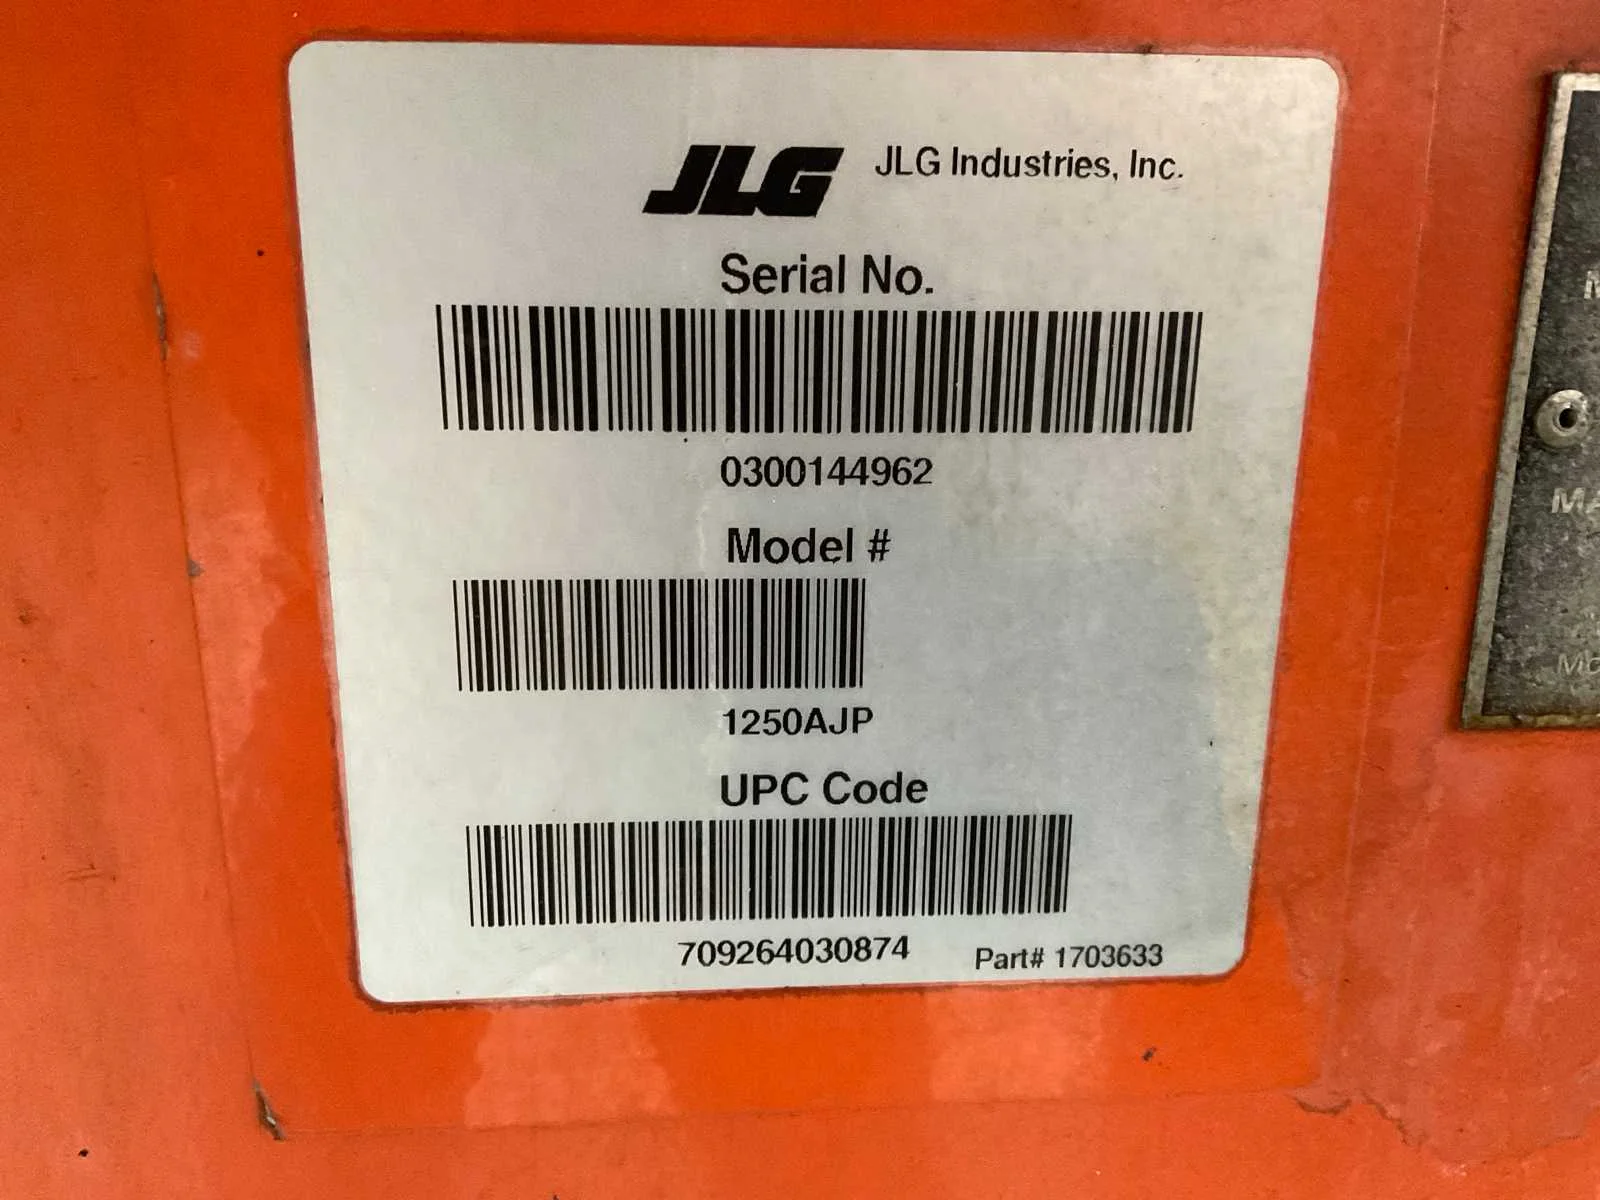 JLG JLG Industries, Inc.
Serial No.
0300144962
Model #
1250AJP
UPC Code
709264030874 Part# 1703633